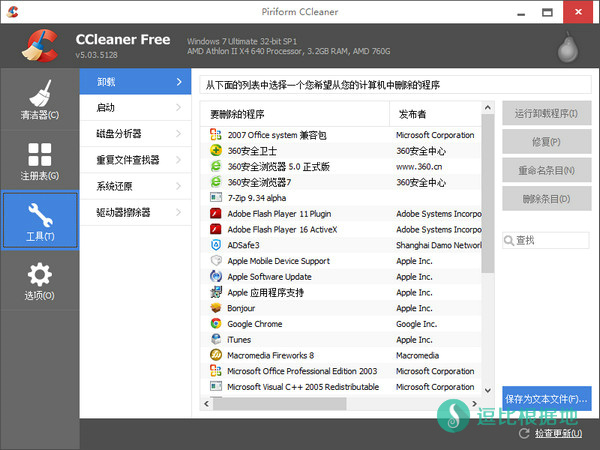 Piriform CCleaner
CCleaner Free
v5.03.5128
Windows 7 Ultimate 32-bit SP1
AMD Athlon II X4 640 Processor, 3.2GB RAM, AMD 760G
清洁器(C)
注册表(G)
工具(T)
选项(O)
卸载
启动
磁盘分析器
重复文件查找器
系统还原
驱动器擦除器
从下面的列表中选择一个您希望从您的计算机中删除的程序
更删除的程序 发布者
2007 Office system 兼容包 Microsoft Corporation
360安全卫士 360安全中心
360安全浏览器 5.0 正式版 www.360.cn
360安全浏览器7 360安全中心
7-Zip 9.34 alpha
Adobe Flash Player 11 Plugin Adobe Systems Incorpo
Adobe Flash Player 16 ActiveX Adobe Systems Incorpo
ADSafe3 Shanghai Damo Network
Apple Mobile Device Support Apple Inc.
Apple Software Update Apple Inc.
Apple 应用程序支持 Apple Inc.
Bonjour Apple Inc.
Google Chrome Google Inc.
iTunes Apple Inc.
Macromedia Fireworks 8 Macromedia
Microsoft Office Professional Edition 2003 Microsoft Corporation
Microsoft Visual C++ 2005 Redistributable Microsoft Corporation
运行卸载程序(I)
修复(P)
重命名条目(N)
删除条目(D)
查找
保存为文本文件(F)...
逗比根据地
检查更新(U)